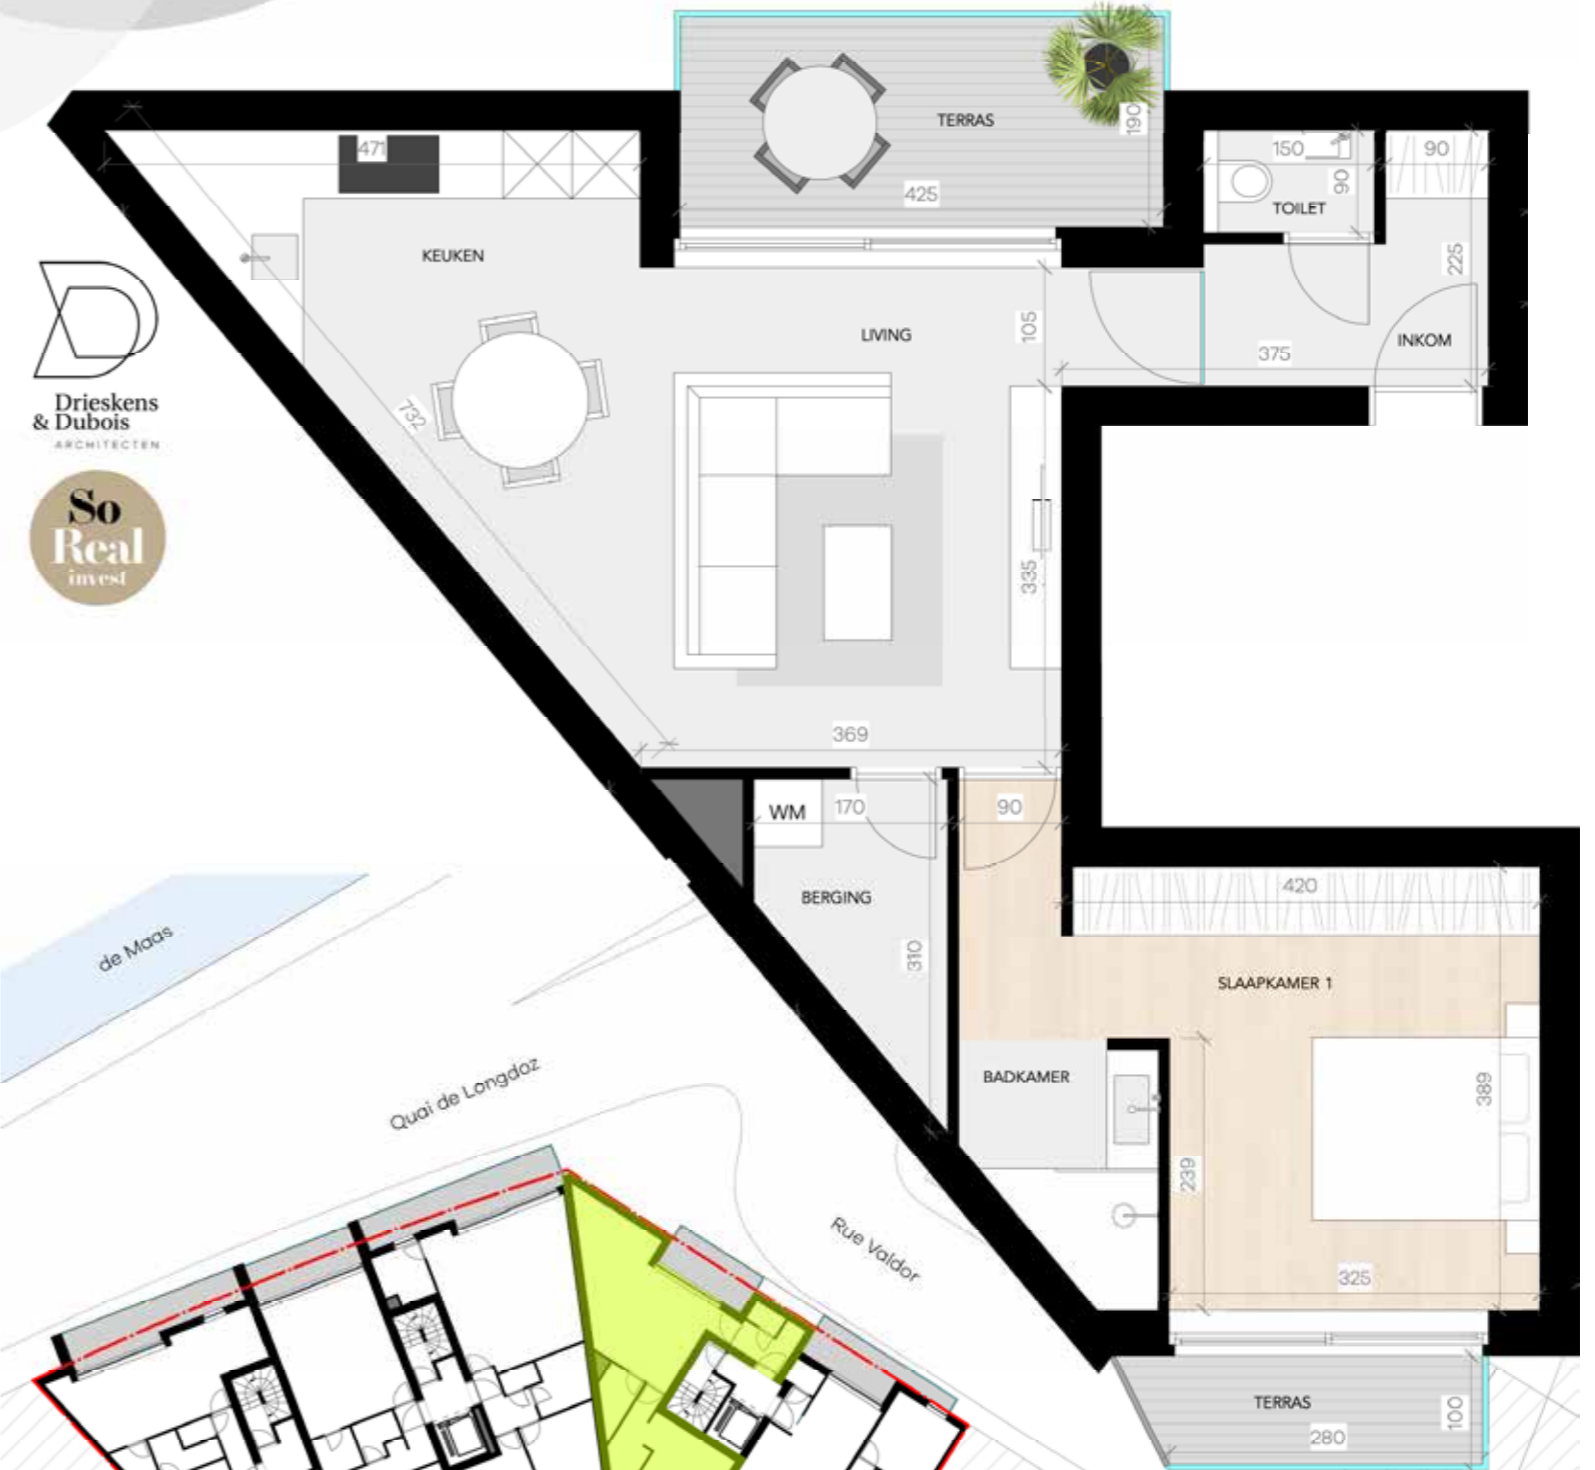 TERRAS
190
425
471
150
90
TOILET
90
KEUKEN
225
LIVING
105
INKOM
375
Drieskens
& Dubois
ARCHITECTEN
732
So
Real
invest
335
369
WM
170
90
BERGING
420
310
SLAAPKAMER 1
de Maas
BADKAMER
389
Quai de Longdoz
239
Rue Valdor
325
TERRAS
100
280